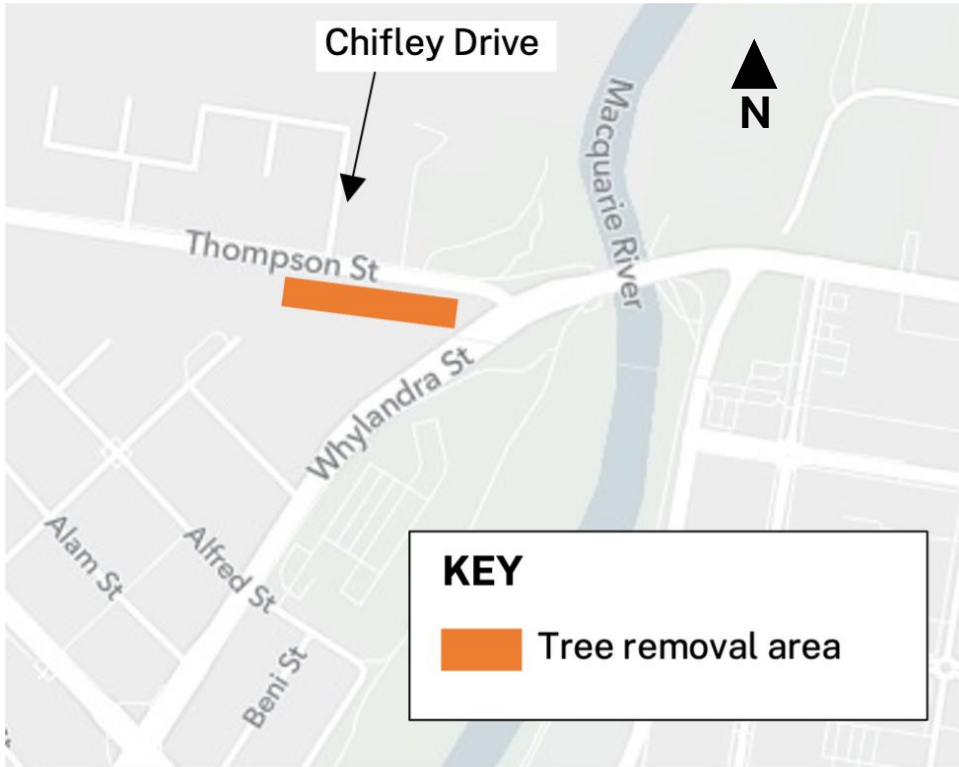 Chifley Drive
N
Macquarie River
Thompson St
Whylandra St
Alam St
Alfred St
Beni St
KEY
Tree removal area